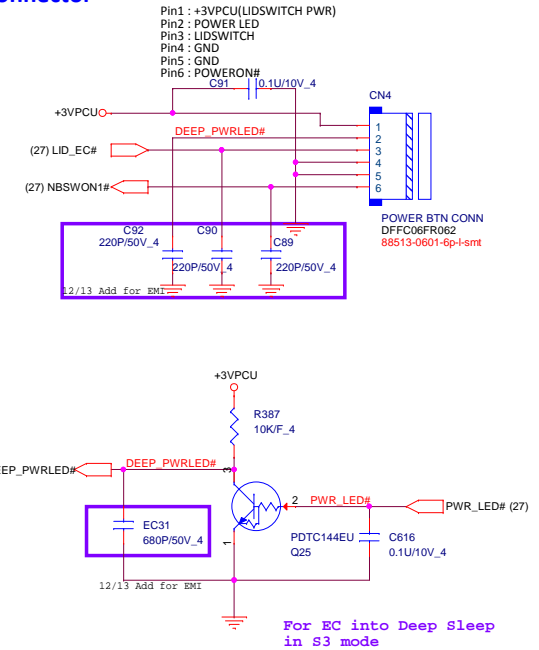 Pin1 : +3VPCU(LIDSWITCH PWR)
Pin2 : POWER LED
Pin3 : LIDSWITCH
Pin4 : GND
Pin5 : GND
Pin6 : POWERON#
C91 0.1U/10V_4
CN4
+3VPCU
DEEP_PWRLED#
(27) LID_EC#
(27) NBSWON1#
1
2
3
4
5
6
POWER BTN CONN
DFFC06FR062
88513-0601-6p-l-smt
C92
220P/50V_4
C90
220P/50V_4
C89
220P/50V_4
12/13 Add for EMI
+3VPCU
R387
10K/F_4
DEEP_PWRLED#
3
2
1
PWR_LED#
PWR_LED# (27)
EC31
680P/50V_4
PDTC144EU
Q25
C616
0.1U/10V_4
12/13 Add for EMI
For EC into Deep Sleep
in S3 mode